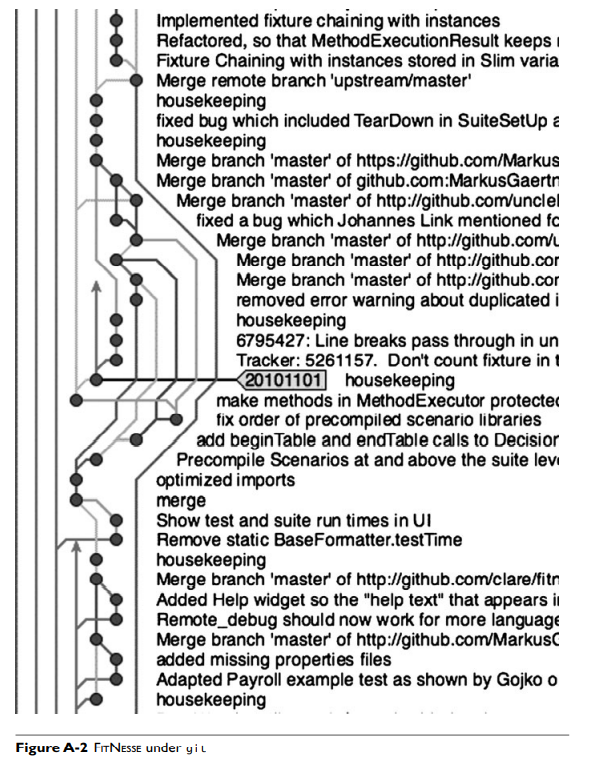 Implemented fixture chaining with instances
Refactored, so that MethodExecutionResult keeps
Fixture Chaining with instances stored in Slim varia
Merge remote branch 'upstream/master'
housekeeping
fixed bug which included TearDown in SuiteSetUp a
housekeeping
Merge branch 'master' of https://github.com/Markus
Merge branch 'master' of github.com:MarkusGaertn
Merge branch 'master' of http://github.com/uncle
fixed a bug which Johannes Link mentioned fo
Merge branch 'master' of http://github.com/u
Merge branch 'master' of http://github.cor
Merge branch 'master' of http://github.cor
removed error warning about duplicated i
housekeeping
6795427: Line breaks pass through in un
Tracker: 5261157. Don't count fixture in t
20101101 housekeeping
make methods in MethodExecutor protected
fix order of precompiled scenario libraries
add beginTable and endTable calls to Decision
Precompile Scenarios at and above the suite leve
optimized imports
merge
Show test and suite run times in UI
Remove static BaseFormatter.testTime
housekeeping
Merge branch 'master' of http://github.com/clare/fitn
Added Help widget so the "help text" that appears i
Remote_debug should now work for more language
Merge branch 'master' of http://github.com/MarkusG
added missing properties files
Adapted Payroll example test as shown by Gojko o
housekeeping
Figure A-2 FITNESSE under git